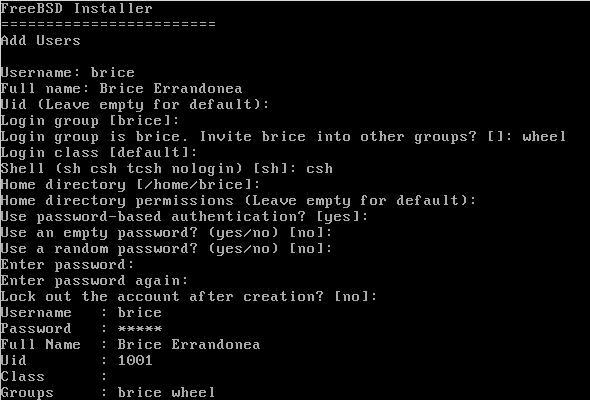 FreeBSD Installer
========================
Add Users

Username: brice
Full name: Brice Errandonea
Uid (Leave empty for default):
Login group [brice]:
Login group is brice. Invite brice into other groups? []: wheel
Login class [default]:
Shell (sh csh tcsh nologin) [sh]: csh
Home directory [/home/brice]:
Home directory permissions (Leave empty for default):
Use password-based authentication? [yes]:
Use an empty password? (yes/no) [no]:
Use a random password? (yes/no) [no]:
Enter password:
Enter password again:
Lock out the account after creation? [no]:
Username   : brice
Password   : *****
Full Name  : Brice Errandonea
Uid        : 1001
Class      :
Groups     : brice wheel